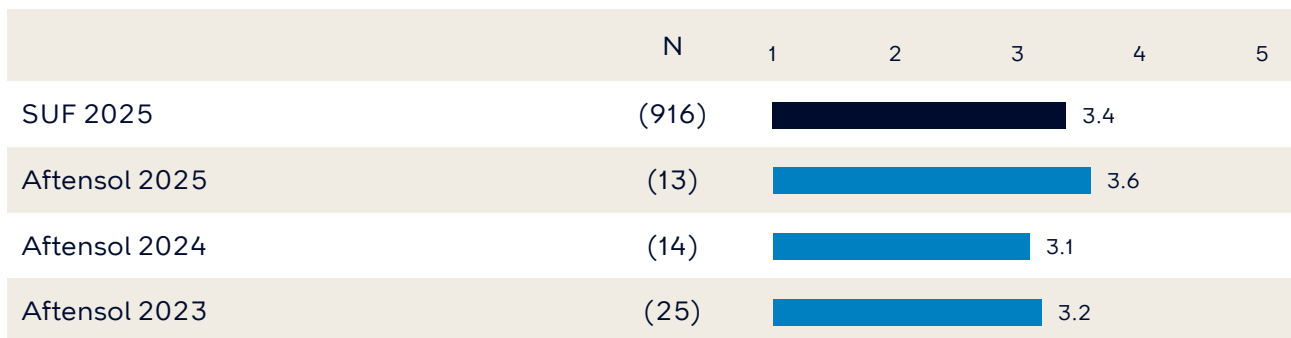 N 1 2 3 4 5
SUF 2025 (916) 3.4
Aftensol 2025 (13) 3.6
Aftensol 2024 (14) 3.1
Aftensol 2023 (25) 3.2